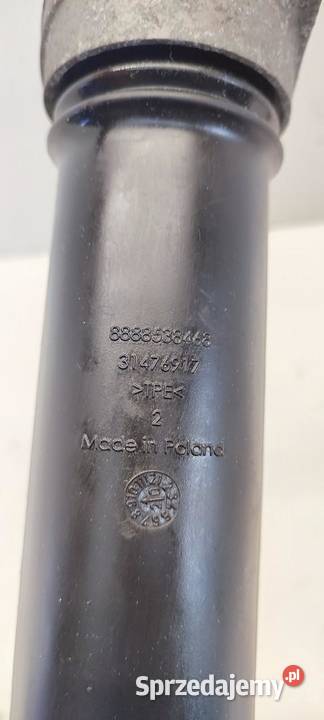 8888538468
31476917
>TPE<
2
Made in Poland
Sprzedajemy.pl